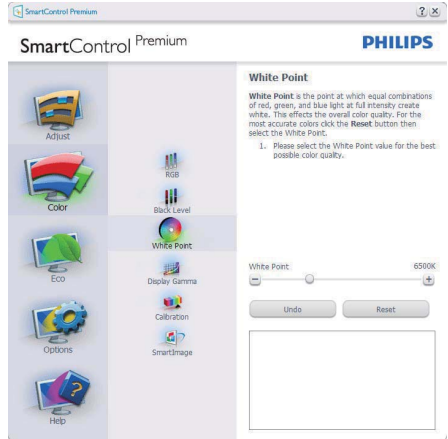 SmartControl Premium
? ×
SmartControl Premium
PHILIPS
Adjust
Color
Eco
Options
Help
RGB
Black Level
White Point
Display Gamma
Calibration
SmartImage
White Point
White Point is the point at which equal combinations
of red, green, and blue light at full intensity create
white. This effects the overall color quality. For the
most accurate colors click the Reset button then
select the White Point.
1. Please select the White Point value for the best
possible color quality.
White Point 6500K
Undo Reset